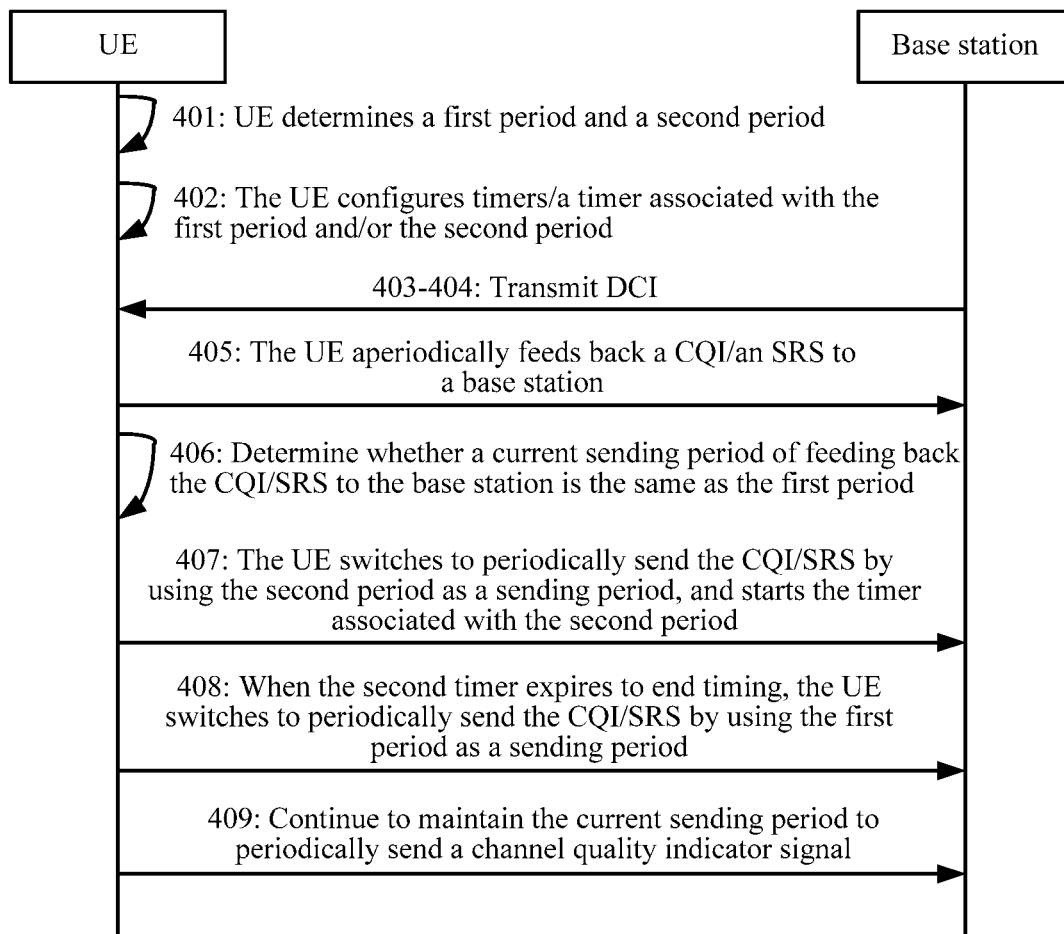 UE
Base station
401: UE determines a first period and a second period
402: The UE configures timers/a timer associated with the
first period and/or the second period
403-404: Transmit DCI
405: The UE aperiodically feeds back a CQI/an SRS to
a base station
406: Determine whether a current sending period of feeding back
the CQI/SRS to the base station is the same as the first period
407: The UE switches to periodically send the CQI/SRS by
using the second period as a sending period, and starts the timer
associated with the second period
408: When the second timer expires to end timing, the UE
switches to periodically send the CQI/SRS by using the first
period as a sending period
409: Continue to maintain the current sending period to
periodically send a channel quality indicator signal